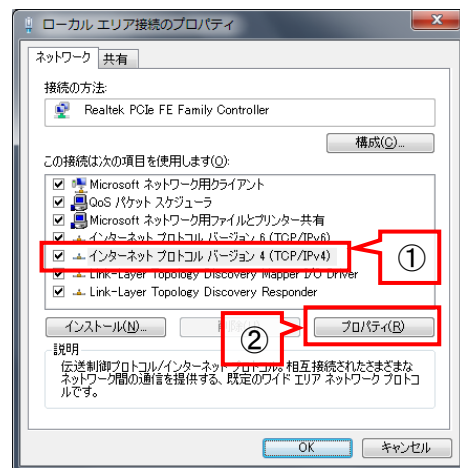 ローカル エリア接続のプロパティ
ネットワーク 共有
接続の方法:
Realtek PCIe FE Family Controller
構成(C)...
この接続は次の項目を使用します(O):
Microsoft ネットワーク用クライアント
QoS パケット スケジューラ
Microsoft ネットワーク用ファイルとプリンター共有
インターネット プロトコル バージョン 6 (TCP/IPv6)
インターネット プロトコル バージョン 4 (TCP/IPv4)
①
Link-Layer Topology Discovery Mapper I/O Driver
Link-Layer Topology Discovery Responder
インストール(N)...
②
プロパティ(R)
説明
伝送制御プロトコル/インターネット プロトコル。相互接続されたさまざまな
ネットワーク間の通信を提供する、既定のワイド エリア ネットワーク プロトコ
ルです。
OK キャンセル